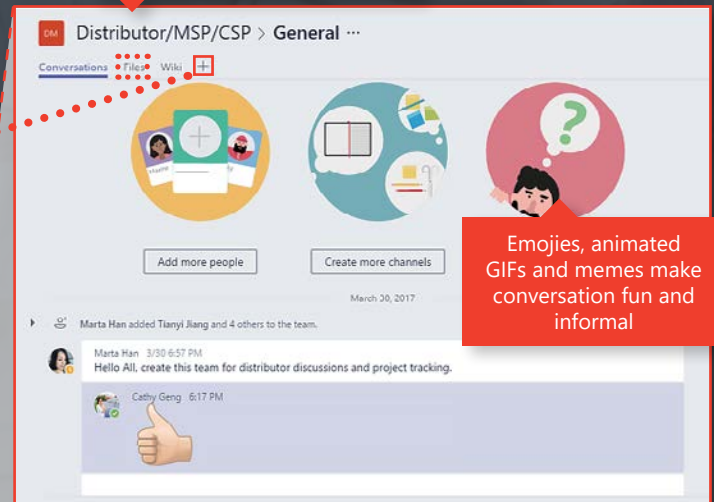 DM Distributor/MSP/CSP > General ...
Conversations Files Wiki +
Maxine
Add more people
Create more channels
Emojies, animated
GIFs and memes make
conversation fun and
informal
March 30, 2017
Marta Han added Tianyi Jiang and 4 others to the team.
Marta Han 3/30 6:57 PM
Hello All, create this team for distributor discussions and project tracking.
Cathy Geng 6:17 PM